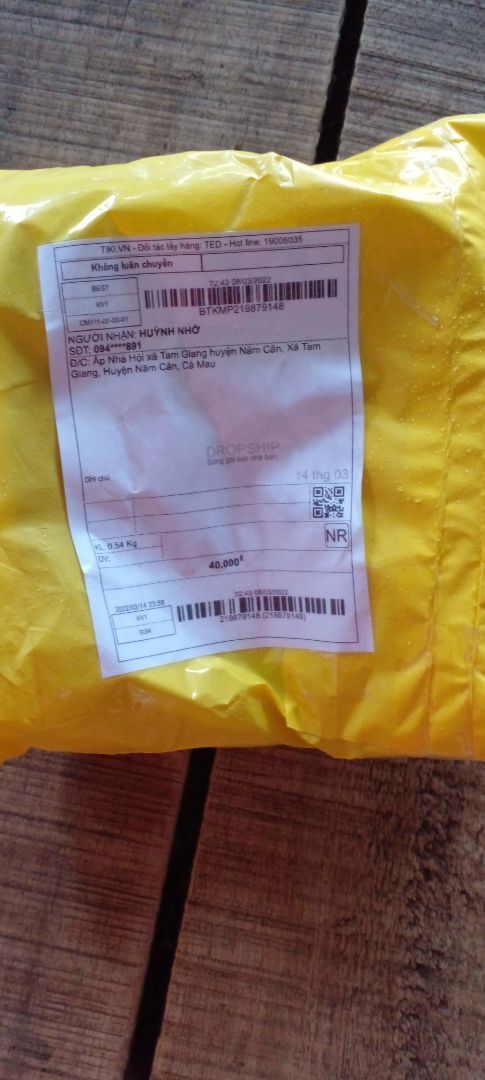 TIKI.VN - Đối tác lấy hàng: TED - Hot line: 19006035
Không luân chuyển
BEST
KV1
CM111-00-00-01
22:43 08/03/2022
BTKMP219879148
NGƯỜI NHẬN: HUỲNH NHỚ
SĐT: 094****891
Đ/C: Ấp Nhà Hội xã Tam Giang huyện Năm Căn, Xã Tam
Giang, Huyện Năm Căn, Cà Mau
DROPSHIP
Đóng gói bởi nhà bán
Ghi chú
14 thg 03
NR
KL: 0.54 Kg
DV:
40.000đ
2022/03/14 23:59
KV1
SGN
22:43 08/03/2022
219879148 (219879148)